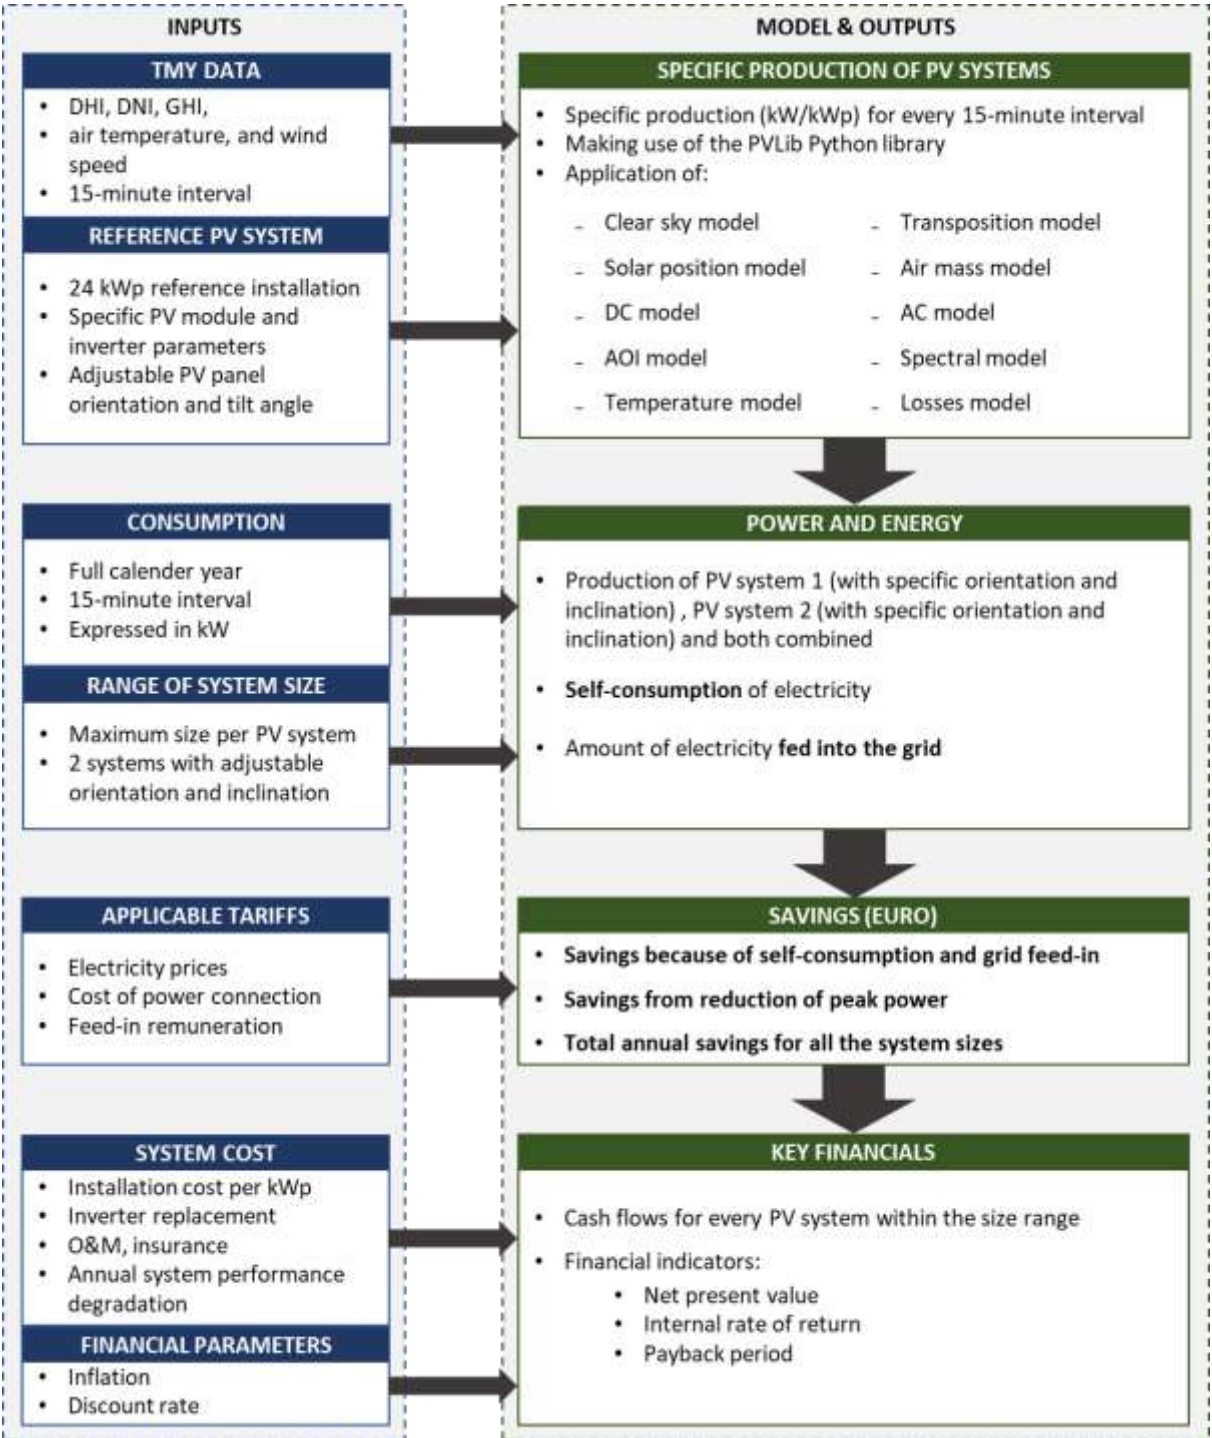 INPUTS
TMY DATA
• DHI, DNI, GHI,
• air temperature, and wind
speed
• 15-minute interval
REFERENCE PV SYSTEM
• 24 kWp reference installation
• Specific PV module and
inverter parameters
• Adjustable PV panel
orientation and tilt angle
CONSUMPTION
• Full calender year
• 15-minute interval
• Expressed in kW
RANGE OF SYSTEM SIZE
• Maximum size per PV system
• 2 systems with adjustable
orientation and inclination
APPLICABLE TARIFFS
• Electricity prices
• Cost of power connection
• Feed-in remuneration
SYSTEM COST
• Installation cost per kWp
• Inverter replacement
• O&M, insurance
• Annual system performance
degradation
FINANCIAL PARAMETERS
• Inflation
• Discount rate
MODEL & OUTPUTS
SPECIFIC PRODUCTION OF PV SYSTEMS
• Specific production (kW/kWp) for every 15-minute interval
• Making use of the PVLib Python library
• Application of:
- Clear sky model
- Solar position model
- DC model
- AOI model
- Temperature model
- Transposition model
- Air mass model
- AC model
- Spectral model
- Losses model
POWER AND ENERGY
• Production of PV system 1 (with specific orientation and
inclination) , PV system 2 (with specific orientation and
inclination) and both combined
• Self-consumption of electricity
• Amount of electricity fed into the grid
SAVINGS (EURO)
• Savings because of self-consumption and grid feed-in
• Savings from reduction of peak power
• Total annual savings for all the system sizes
KEY FINANCIALS
• Cash flows for every PV system within the size range
• Financial indicators:
• Net present value
• Internal rate of return
• Payback period